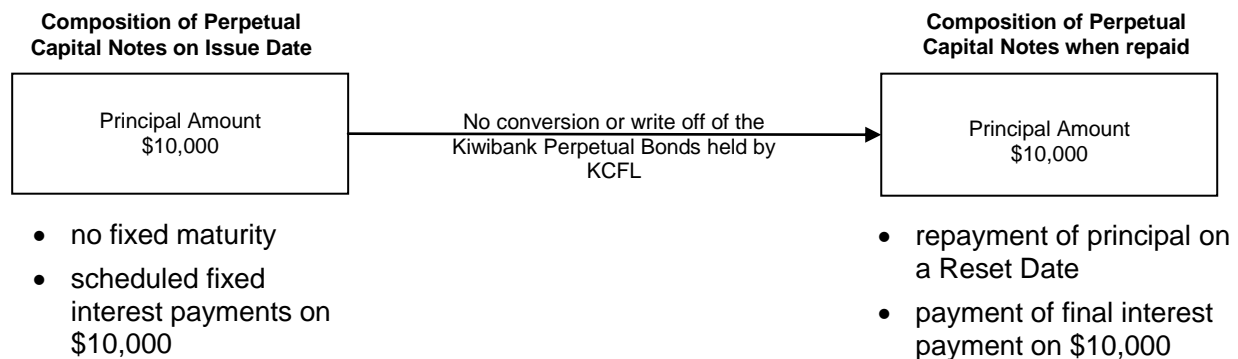 Composition of Perpetual
Capital Notes on Issue Date
Principal Amount
$10,000
• no fixed maturity
• scheduled fixed
interest payments on
$10,000
No conversion or write off of the
Kiwibank Perpetual Bonds held by
KCFL
Composition of Perpetual
Capital Notes when repaid
Principal Amount
$10,000
• repayment of principal on
a Reset Date
• payment of final interest
payment on $10,000